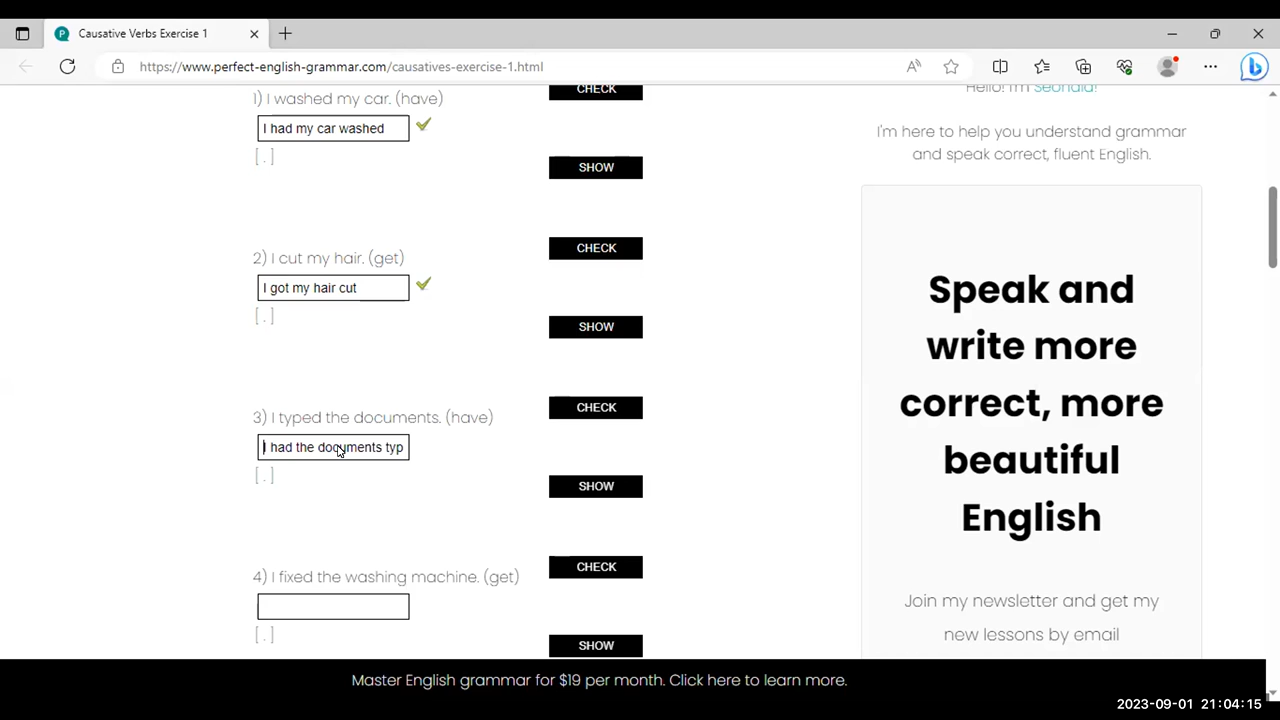 Causative Verbs Exercise 1
https://www.perfect-english-grammar.com/causatives-exercise-1.html
1) I washed my car. (have)
CHECK
I had my car washed
[ . ]
SHOW
2) I cut my hair. (get)
CHECK
I got my hair cut
[ . ]
SHOW
3) I typed the documents. (have)
CHECK
I had the documents typ
[ . ]
SHOW
4) I fixed the washing machine. (get)
CHECK
[ . ]
SHOW
Hello! I'm Seonaid!
I'm here to help you understand grammar
and speak correct, fluent English.
Speak and
write more
correct, more
beautiful
English
Join my newsletter and get my
new lessons by email
Master English grammar for $19 per month. Click here to learn more.
2023-09-01 21:04:15